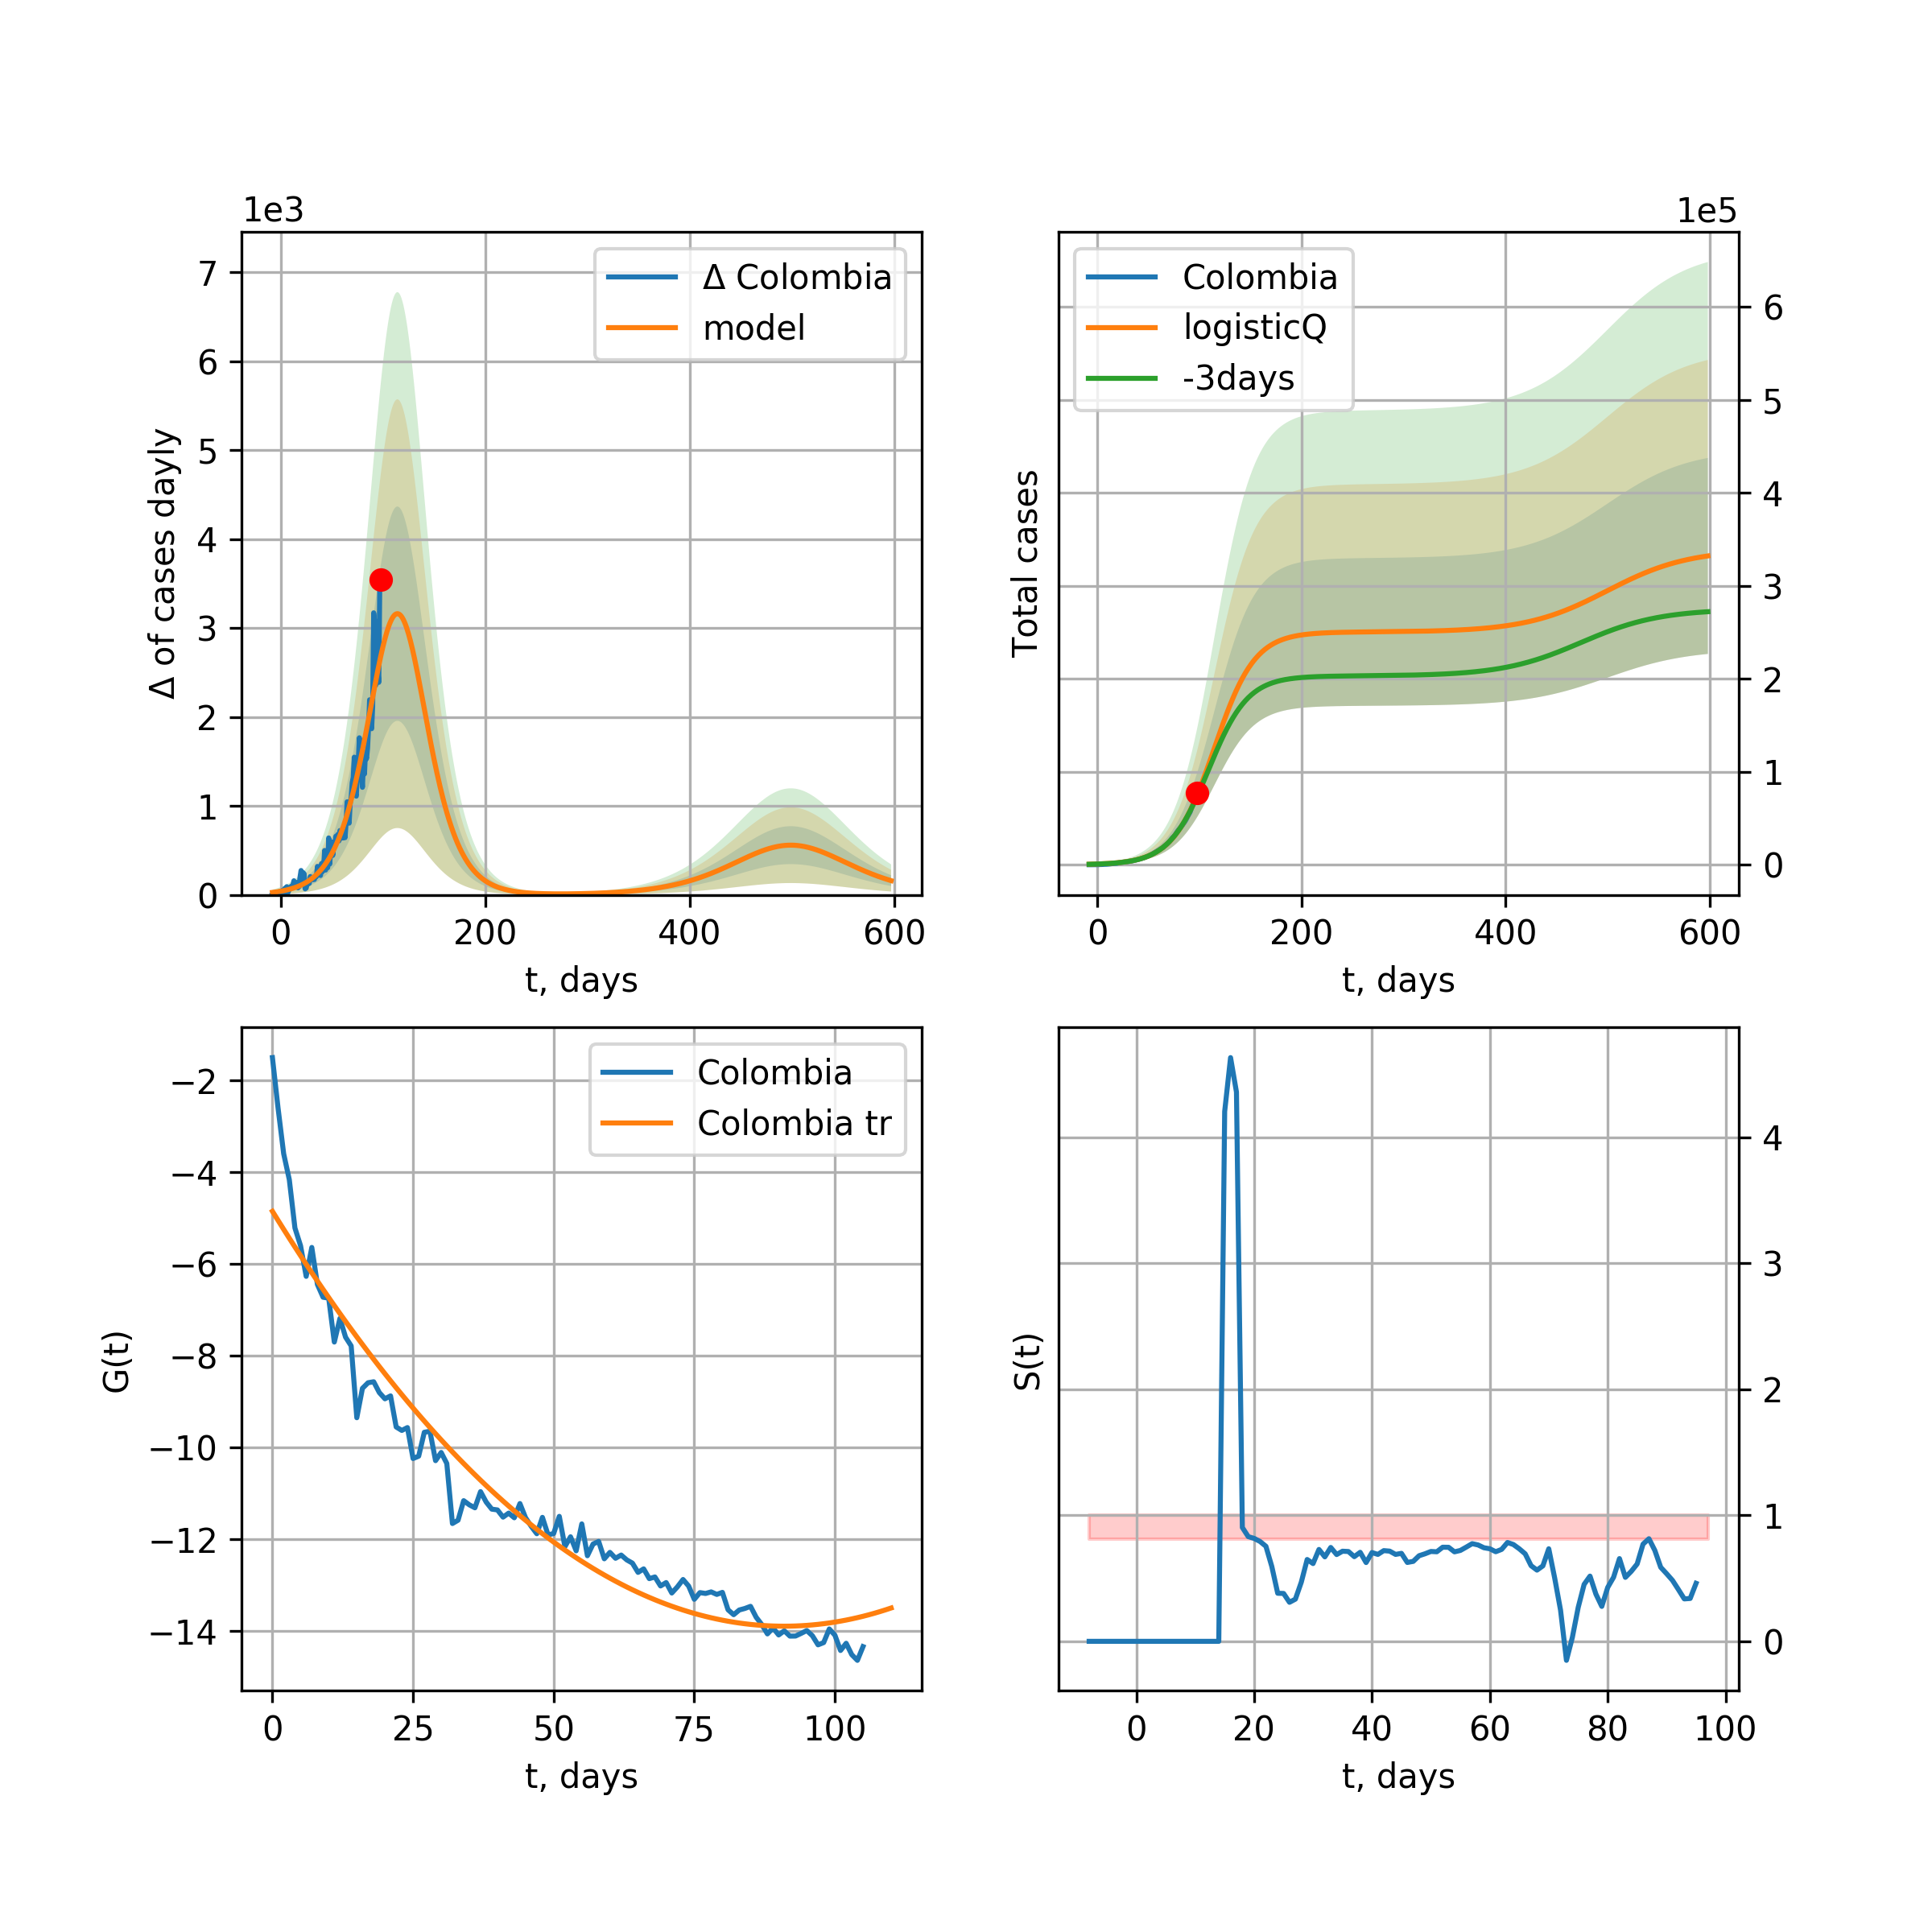 1e3
Δ of cases dayly
7
6
5
4
3
2
1
0
Δ Colombia
model
0 200 400 600
t, days
1e5
Total cases
Colombia
logisticQ
-3days
6
5
4
3
2
1
0
0 200 400 600
t, days
G(t)
−2
−4
−6
−8
−10
−12
−14
Colombia
Colombia tr
0 25 50 75 100
t, days
S(t)
4
3
2
1
0
0 20 40 60 80 100
t, days